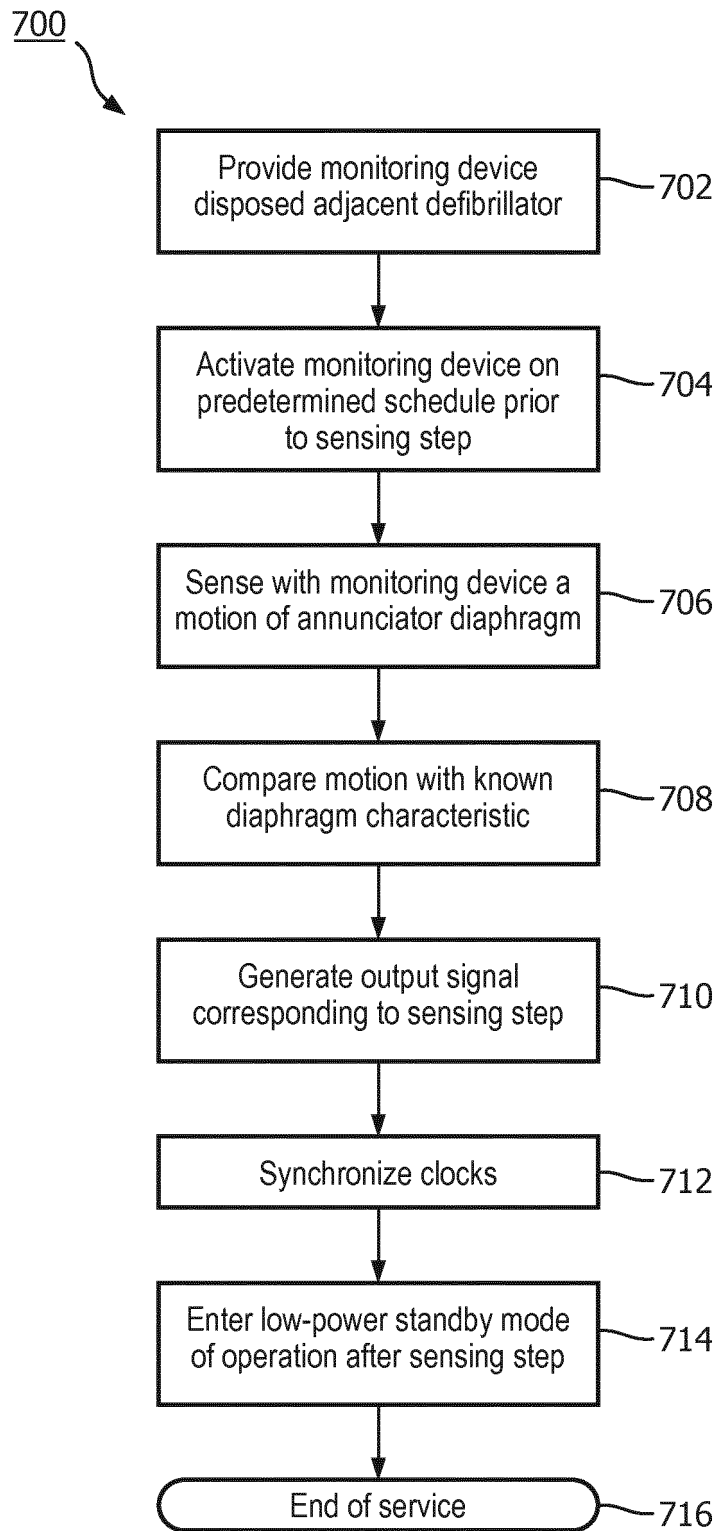 700
Provide monitoring device
disposed adjacent defibrillator
702
Activate monitoring device on
predetermined schedule prior
to sensing step
704
Sense with monitoring device a
motion of annunciator diaphragm
706
Compare motion with known
diaphragm characteristic
708
Generate output signal
corresponding to sensing step
710
Synchronize clocks
712
Enter low-power standby mode
of operation after sensing step
714
End of service
716